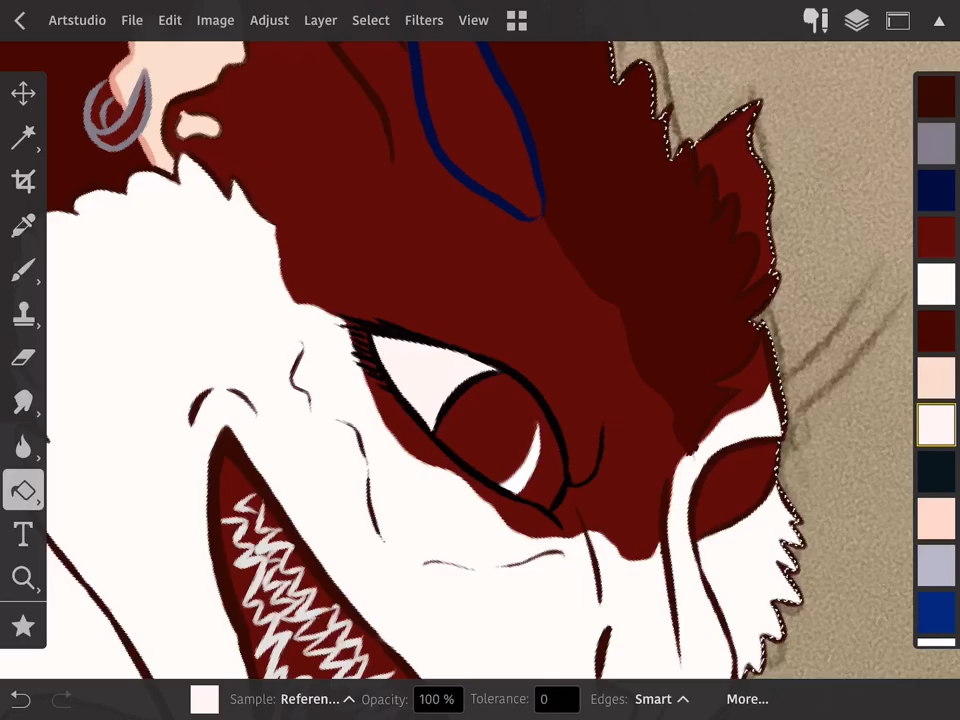 Artstudio File Edit Image Adjust Layer Select Filters View
T
Sample: Referen... Opacity: 100 % Tolerance: 0 Edges: Smart More...